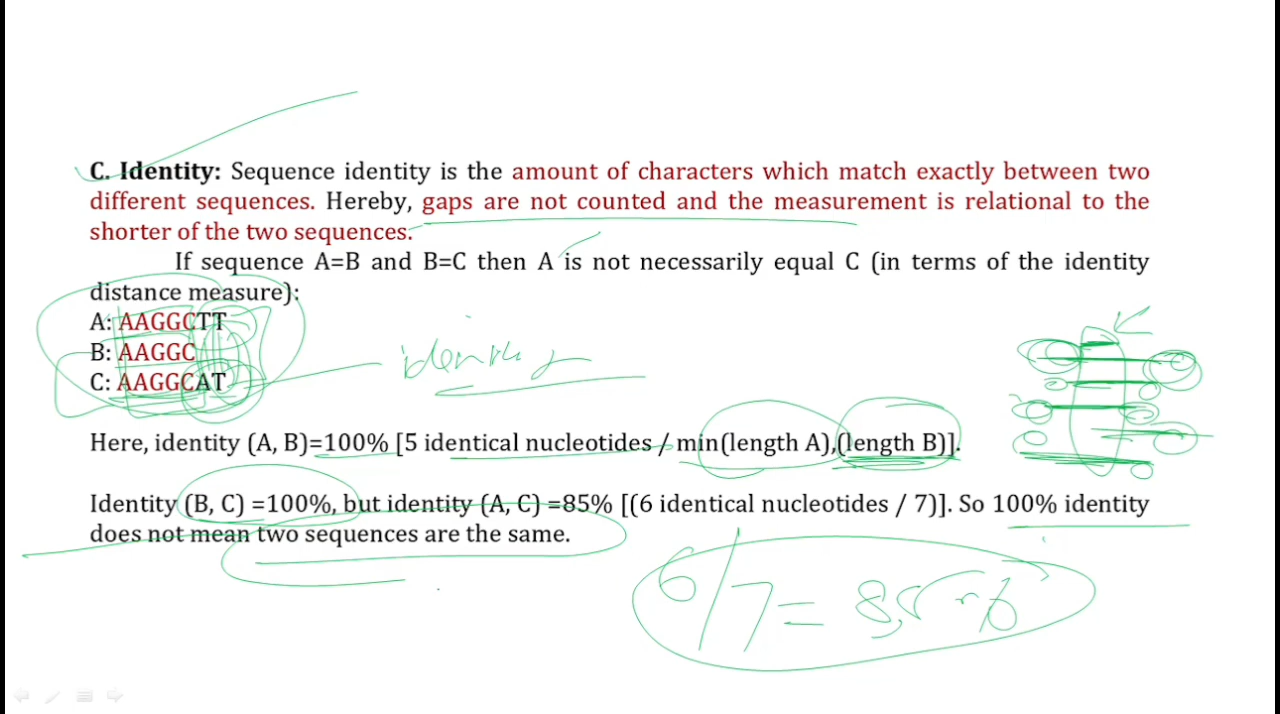 C. Identity: Sequence identity is the amount of characters which match exactly between two
different sequences. Hereby, gaps are not counted and the measurement is relational to the
shorter of the two sequences.
If sequence A=B and B=C then A is not necessarily equal C (in terms of the identity
distance measure):
A: AAGGCTT
B: AAGGC
C: AAGGCAT
identity
Here, identity (A, B)=100% [5 identical nucleotides / min(length A),(length B)].
Identity (B, C) =100%, but identity (A, C) =85% [(6 identical nucleotides / 7)]. So 100% identity
does not mean two sequences are the same.
6/7 = 85%